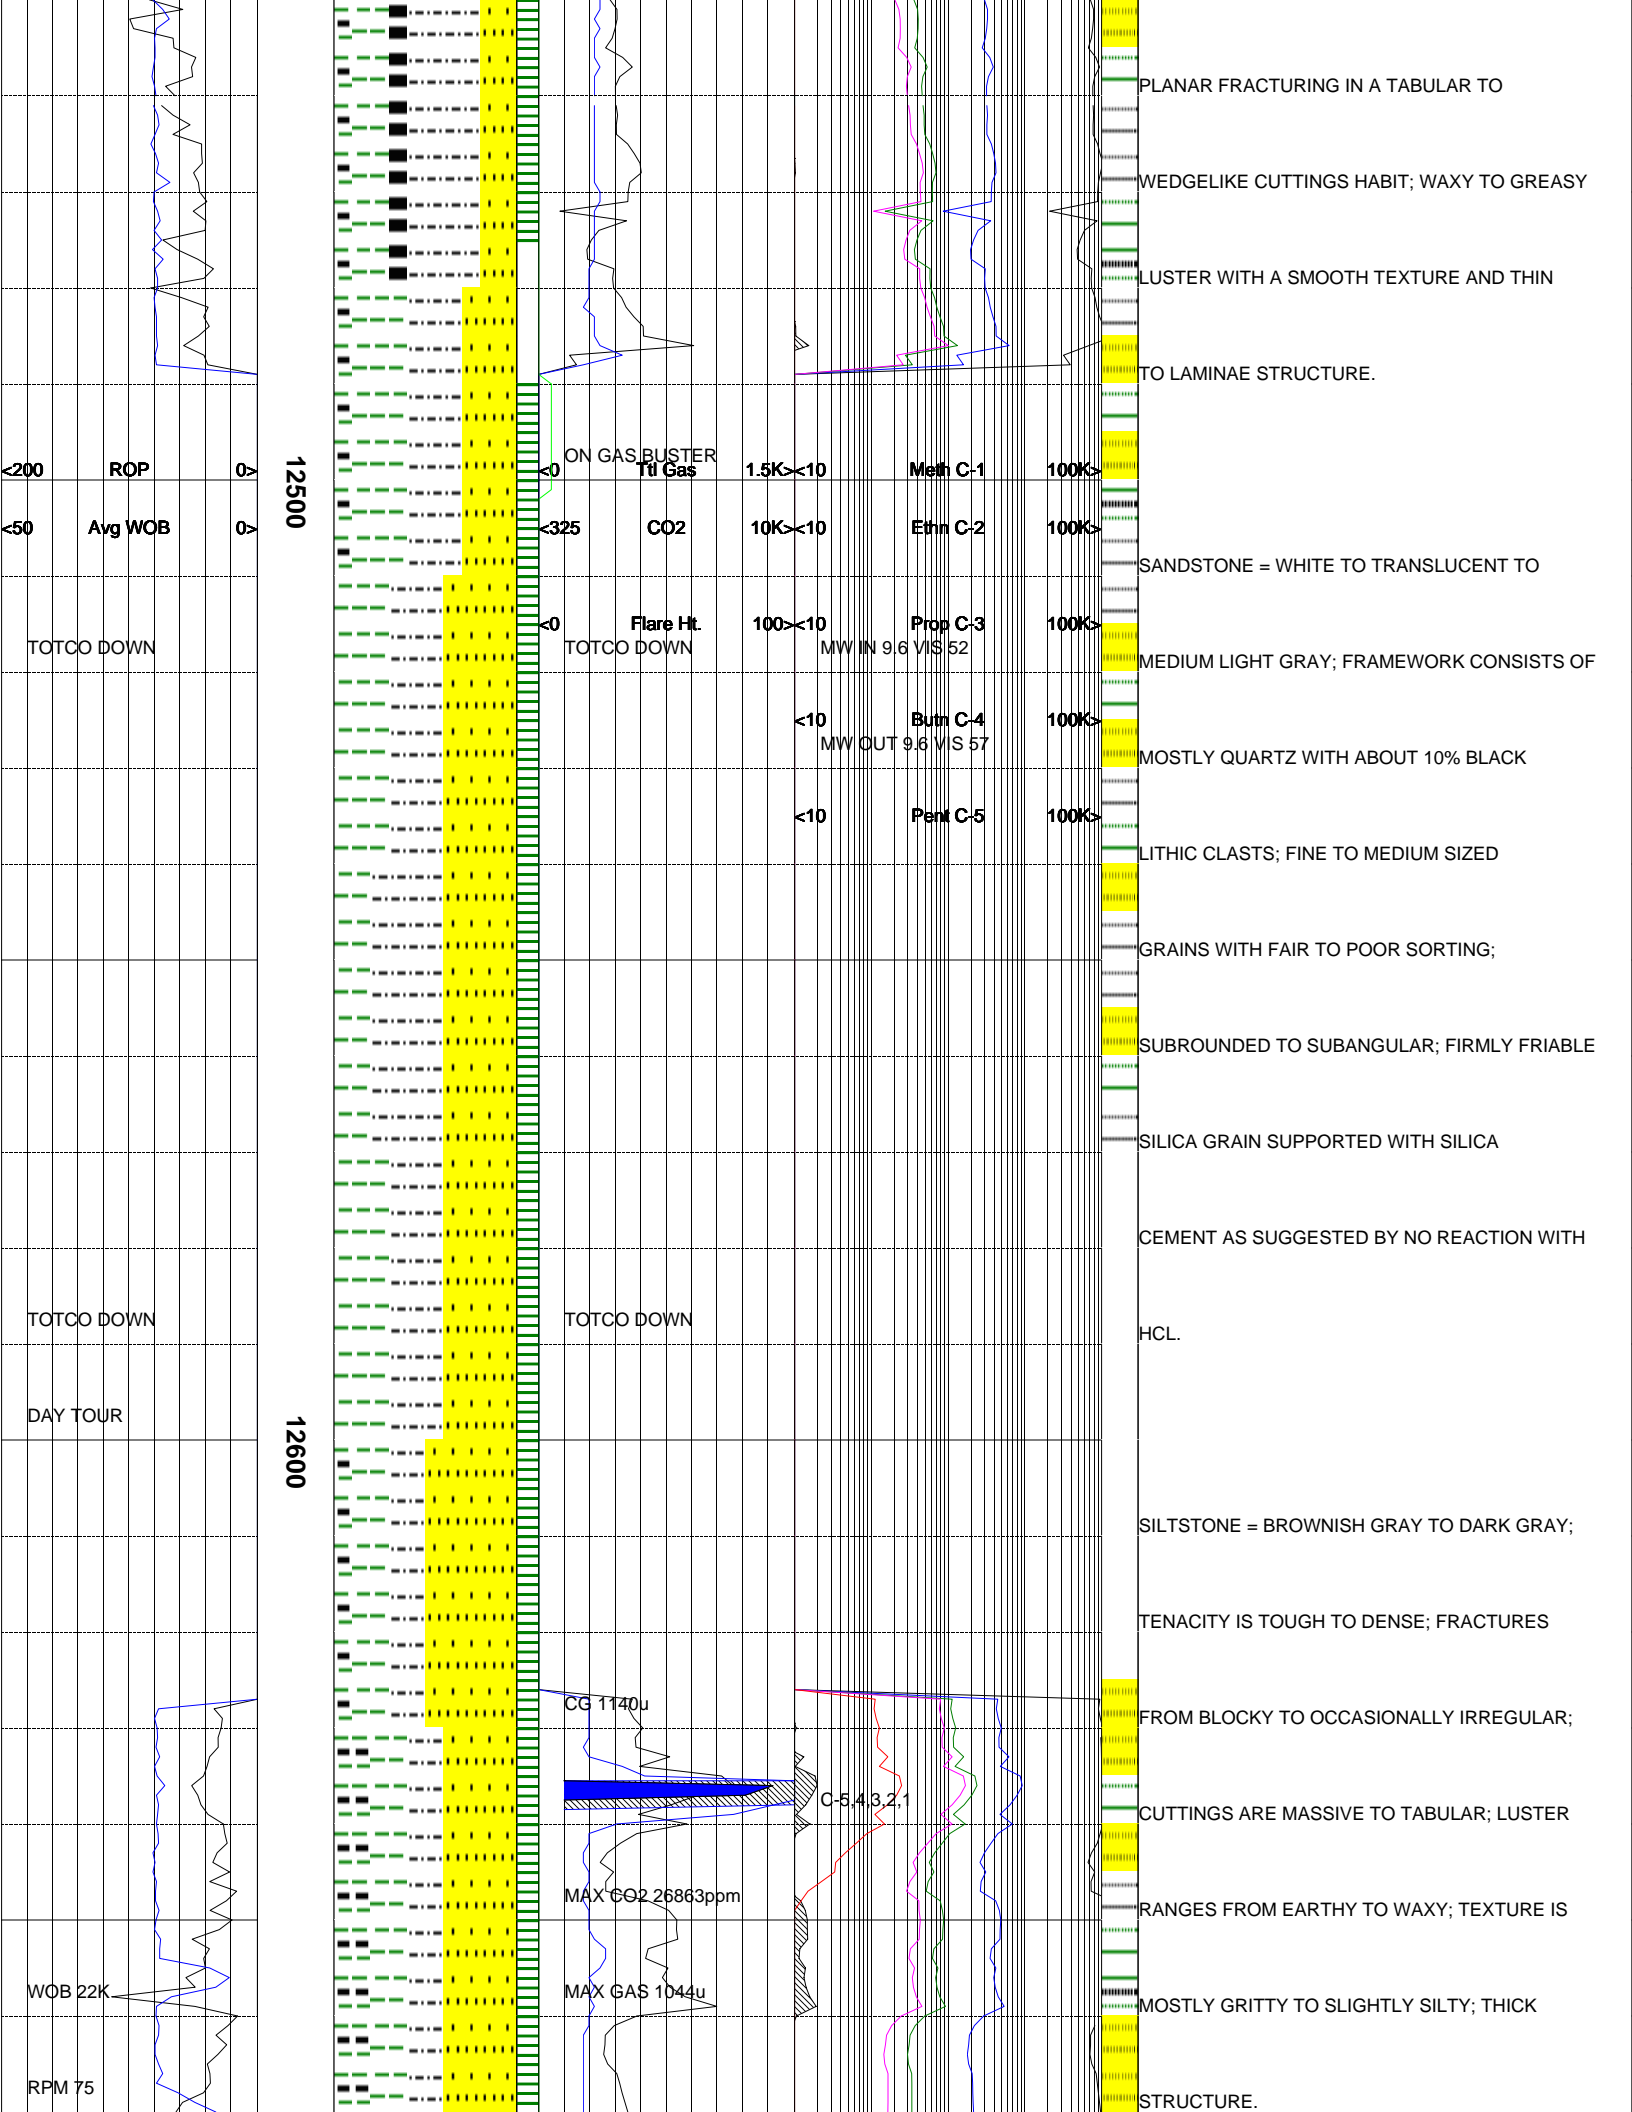 PLANAR FRACTURING IN A TABULAR TO
WEDGELIKE CUTTINGS HABIT; WAXY TO GREASY
LUSTER WITH A SMOOTH TEXTURE AND THIN
TO LAMINAE STRUCTURE.
ON GAS BUSTER
<200 ROP 0> 12500 <0 Ttl Gas 1.5K> <10 Meth C-1 100K>
<50 Avg WOB 0> <325 CO2 10K> <10 Ethn C-2 100K>
SANDSTONE = WHITE TO TRANSLUCENT TO
<0 Flare Ht. 100> <10 Prop C-3 100K>
TOTCO DOWN TOTCO DOWN MW IN 9.6 VIS 52
MEDIUM LIGHT GRAY; FRAMEWORK CONSISTS OF
<10 Butn C-4 100K>
MW OUT 9.6 VIS 57
MOSTLY QUARTZ WITH ABOUT 10% BLACK
<10 Pent C-5 100K>
LITHIC CLASTS; FINE TO MEDIUM SIZED
GRAINS WITH FAIR TO POOR SORTING;
SUBROUNDED TO SUBANGULAR; FIRMLY FRIABLE
SILICA GRAIN SUPPORTED WITH SILICA
CEMENT AS SUGGESTED BY NO REACTION WITH
TOTCO DOWN TOTCO DOWN
HCL.
DAY TOUR
12600
SILTSTONE = BROWNISH GRAY TO DARK GRAY;
TENACITY IS TOUGH TO DENSE; FRACTURES
CG 1140u
FROM BLOCKY TO OCCASIONALLY IRREGULAR;
C-5,4,3,2,1
CUTTINGS ARE MASSIVE TO TABULAR; LUSTER
MAX CO2 26863ppm
RANGES FROM EARTHY TO WAXY; TEXTURE IS
WOB 22K MAX GAS 1044u
MOSTLY GRITTY TO SLIGHTLY SILTY; THICK
RPM 75
STRUCTURE.